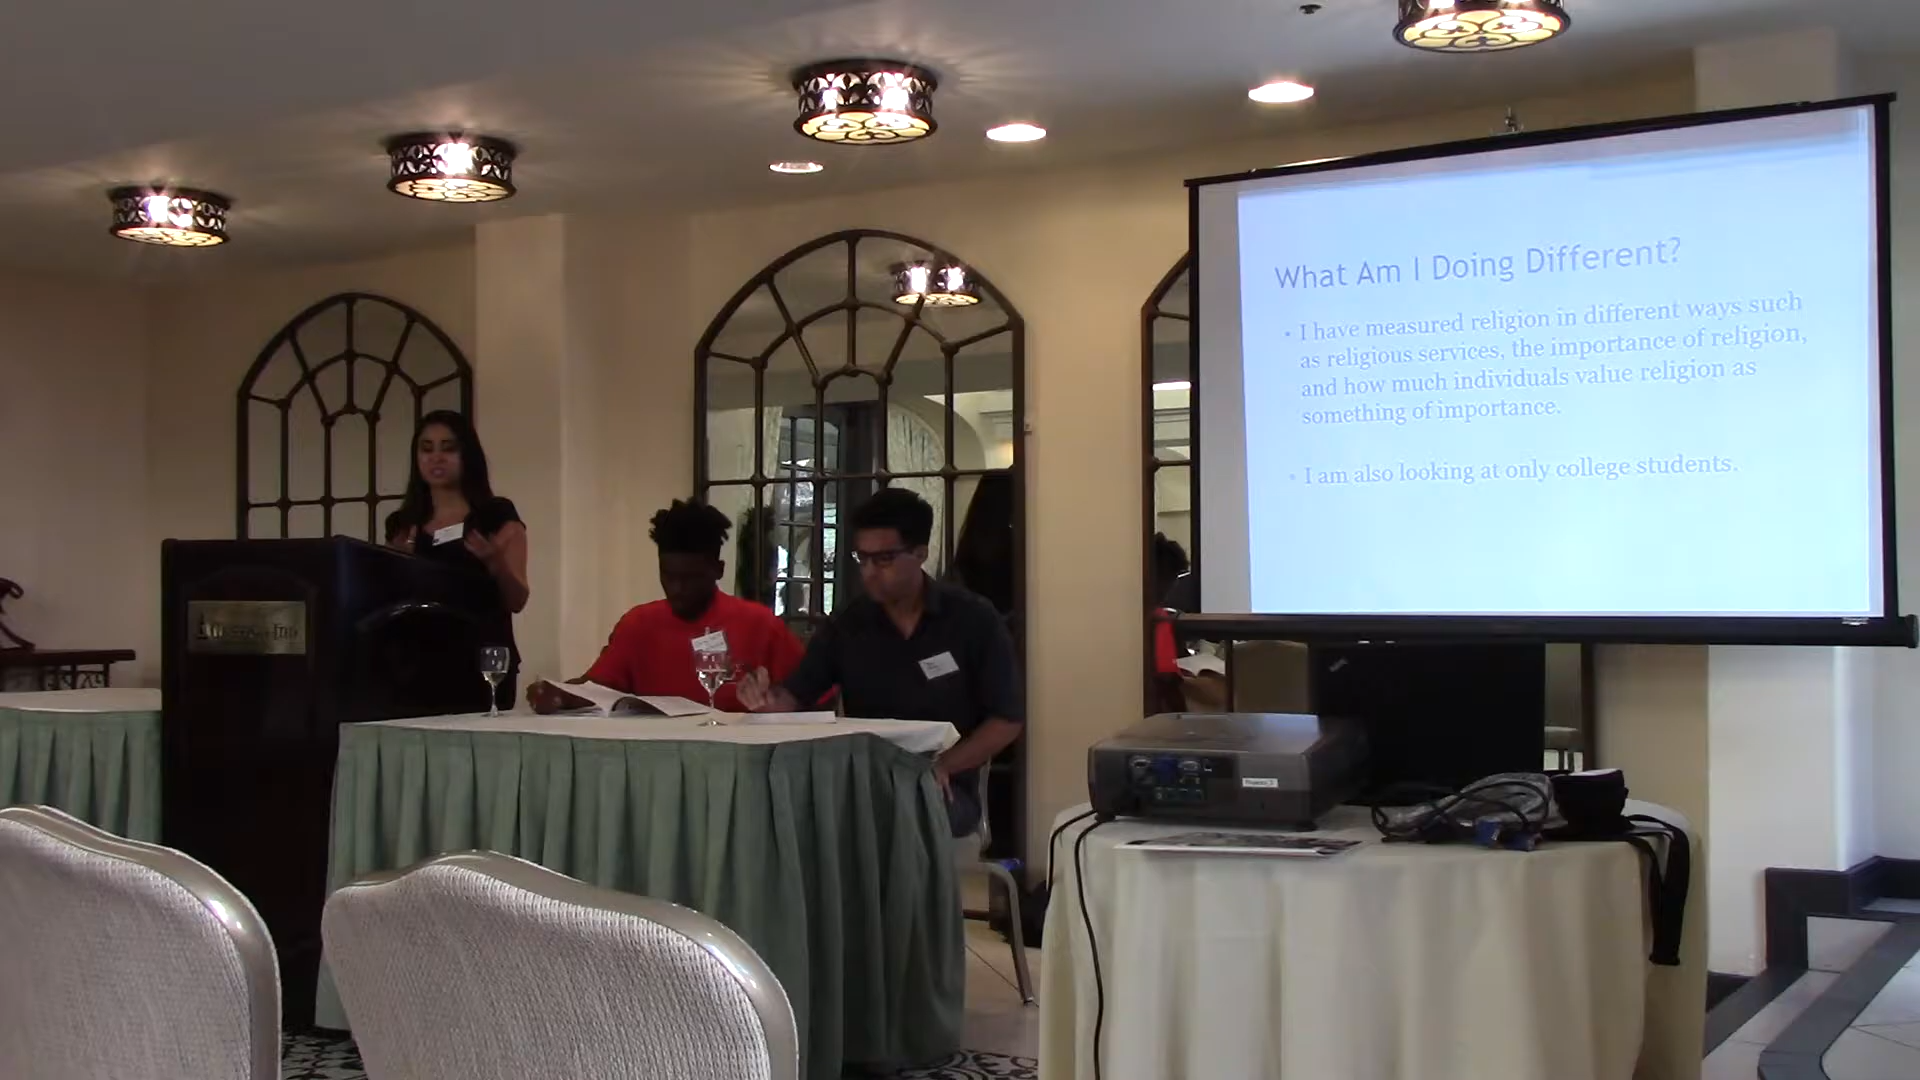 What Am I Doing Different?
• I have measured religion in different ways such
as religious services, the importance of religion,
and how much individuals value religion as
something of importance.
• I am also looking at only college students.